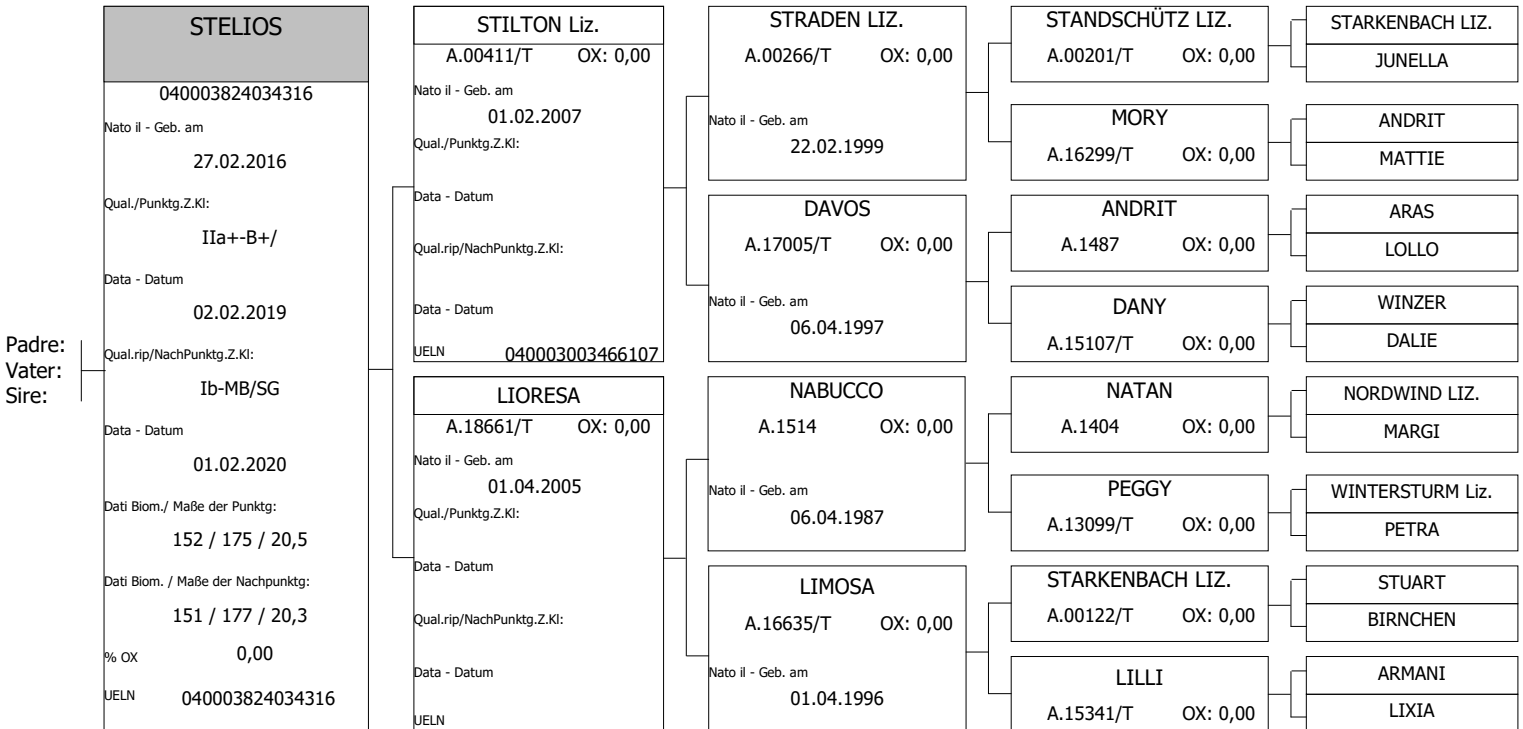 Padre:
Vater:
Sire:
STELIOS
040003824034316
Nato il - Geb. am
27.02.2016
Qual./Punktg.Z.Kl:
IIa+-B+/
Data - Datum
02.02.2019
Qual.rip/NachPunktg.Z.Kl:
Ib-MB/SG
Data - Datum
01.02.2020
Dati Biom./ Maße der Punktg:
152 / 175 / 20,5
Dati Biom. / Maße der Nachpunktg:
151 / 177 / 20,3
% OX 0,00
UELN 040003824034316
STILTON Liz.
A.00411/T OX: 0,00
Nato il - Geb. am
01.02.2007
Qual./Punktg.Z.Kl:
Data - Datum
Qual.rip/NachPunktg.Z.Kl:
Data - Datum
UELN 040003003466107
LIORESA
A.18661/T OX: 0,00
Nato il - Geb. am
01.04.2005
Qual./Punktg.Z.Kl:
Data - Datum
Qual.rip/NachPunktg.Z.Kl:
Data - Datum
UELN
STRADEN LIZ.
A.00266/T OX: 0,00
Nato il - Geb. am
22.02.1999
DAVOS
A.17005/T OX: 0,00
Nato il - Geb. am
06.04.1997
NABUCCO
A.1514 OX: 0,00
Nato il - Geb. am
06.04.1987
LIMOSA
A.16635/T OX: 0,00
Nato il - Geb. am
01.04.1996
STANDSCHÜTZ LIZ.
A.00201/T OX: 0,00
MORY
A.16299/T OX: 0,00
ANDRIT
A.1487 OX: 0,00
DANY
A.15107/T OX: 0,00
NATAN
A.1404 OX: 0,00
PEGGY
A.13099/T OX: 0,00
STARKENBACH LIZ.
A.00122/T OX: 0,00
LILLI
A.15341/T OX: 0,00
STARKENBACH LIZ.
JUNELLA
ANDRIT
MATTIE
ARAS
LOLLO
WINZER
DALIE
NORDWIND LIZ.
MARGI
WINTERSTURM Liz.
PETRA
STUART
BIRNCHEN
ARMANI
LIXIA